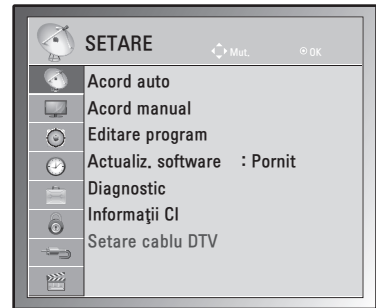 SETARE Mut. OK
Acord auto
Acord manual
Editare program
Actualiz. software : Pornit
Diagnostic
Informaţii CI
Setare cablu DTV